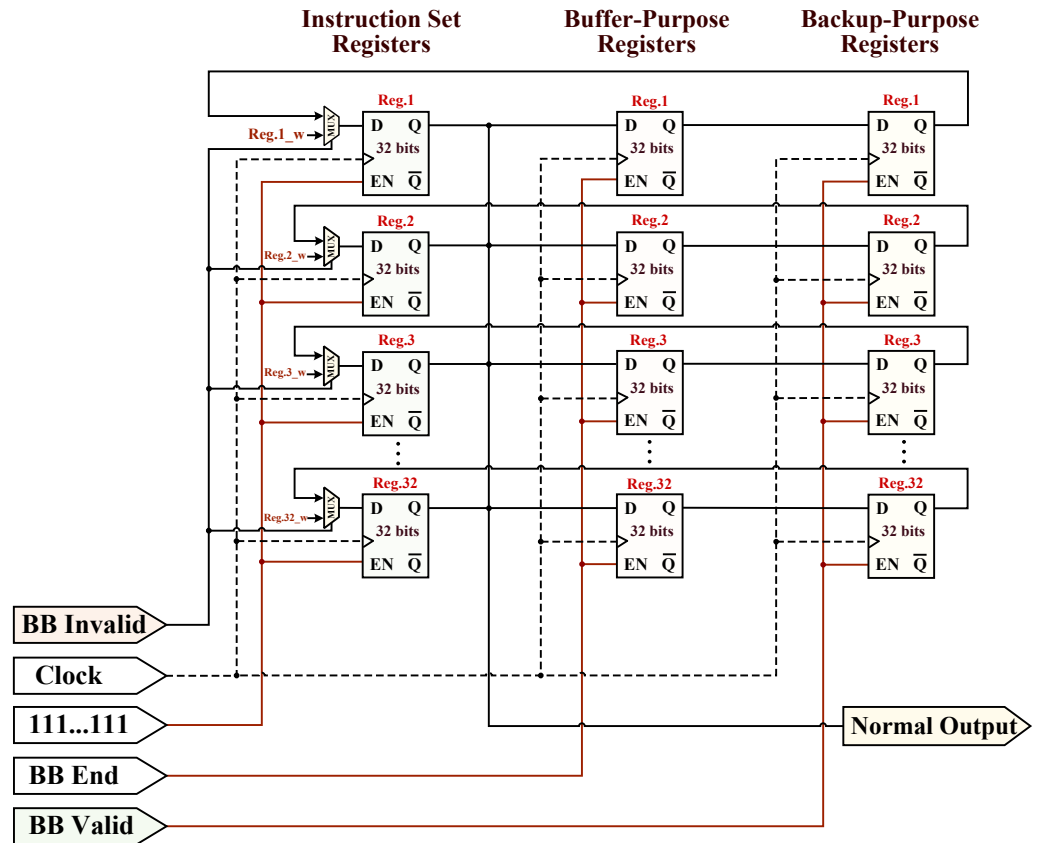 Instruction Set
Registers
Buffer-Purpose
Registers
Backup-Purpose
Registers
Reg.1
Reg.1
Reg.1
Reg.1_w
MUX
D Q
32 bits
EN Q̅
D Q
32 bits
EN Q̅
D Q
32 bits
EN Q̅
Reg.2
Reg.2
Reg.2
Reg.2_w
MUX
D Q
32 bits
EN Q̅
D Q
32 bits
EN Q̅
D Q
32 bits
EN Q̅
Reg.3
Reg.3
Reg.3
Reg.3_w
MUX
D Q
32 bits
EN Q̅
D Q
32 bits
EN Q̅
D Q
32 bits
EN Q̅
Reg.32
Reg.32
Reg.32
Reg.32_w
MUX
D Q
32 bits
EN Q̅
D Q
32 bits
EN Q̅
D Q
32 bits
EN Q̅
BB Invalid
Clock
111...111
Normal Output
BB End
BB Valid